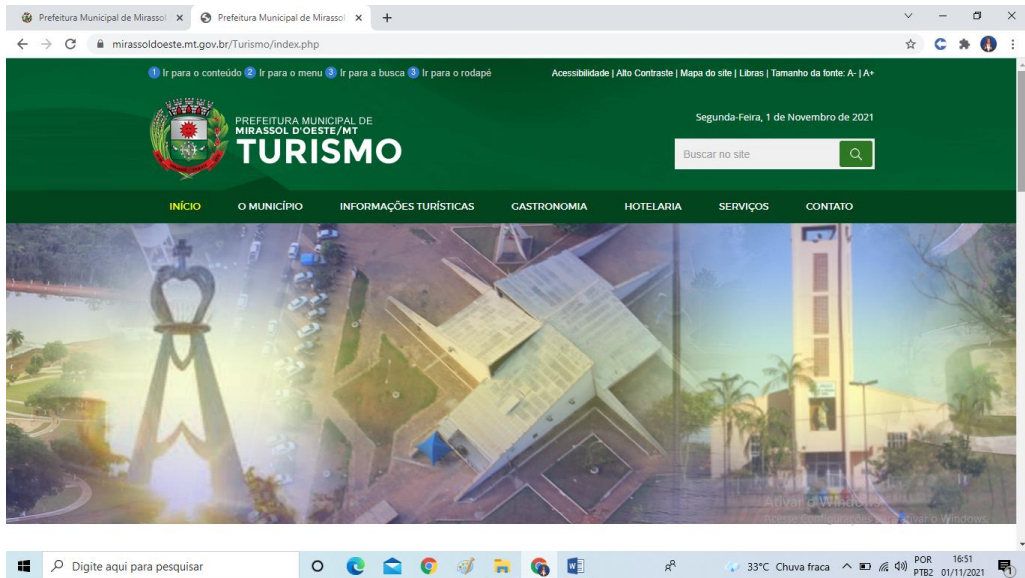 Prefeitura Municipal de Mirassol
Prefeitura Municipal de Mirassol
mirassoldoeste.mt.gov.br/Turismo/index.php
1 Ir para o conteúdo 2 Ir para o menu 3 Ir para a busca 3 Ir para o rodapé
Acessibilidade | Alto Contraste | Mapa do site | Libras | Tamanho da fonte: A- | A+
PREFEITURA MUNICIPAL DE
MIRASSOL D'OESTE/MT
TURISMO
Segunda-Feira, 1 de Novembro de 2021
Buscar no site
INÍCIO O MUNICÍPIO INFORMAÇÕES TURÍSTICAS GASTRONOMIA HOTELARIA SERVIÇOS CONTATO
Ativar o Windows
Digite aqui para pesquisar
33°C Chuva fraca
POR 16:51
PTB2 01/11/2021